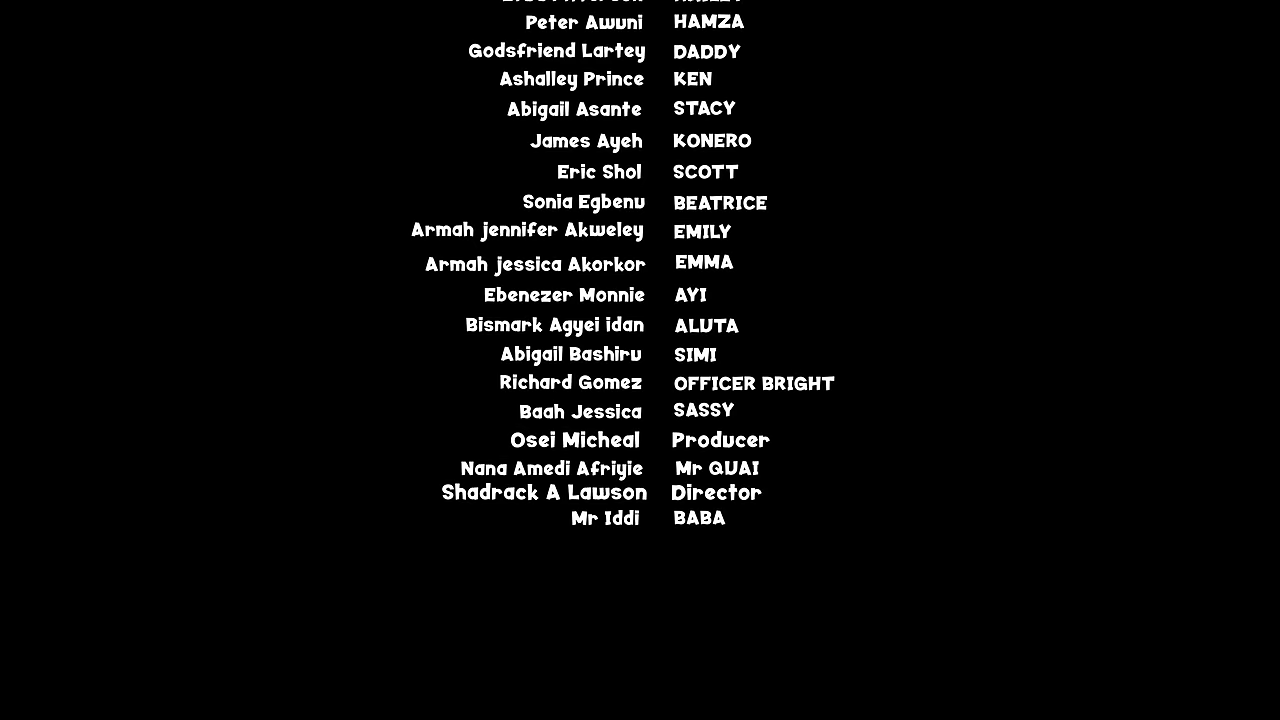 Peter Awuni HAMZA
Godsfriend Lartey DADDY
Ashalley Prince KEN
Abigail Asante STACY
James Ayeh KONERO
Eric Shol SCOTT
Sonia Egbenu BEATRICE
Armah jennifer Akweley EMILY
Armah jessica Akorkor EMMA
Ebenezer Monnie AYI
Bismark Agyei idan ALUTA
Abigail Bashiru SIMI
Richard Gomez OFFICER BRIGHT
Baah Jessica SASSY
Osei Micheal Producer
Nana Amedi Afriyie Mr QUAI
Shadrack A Lawson Director
Mr Iddi BABA